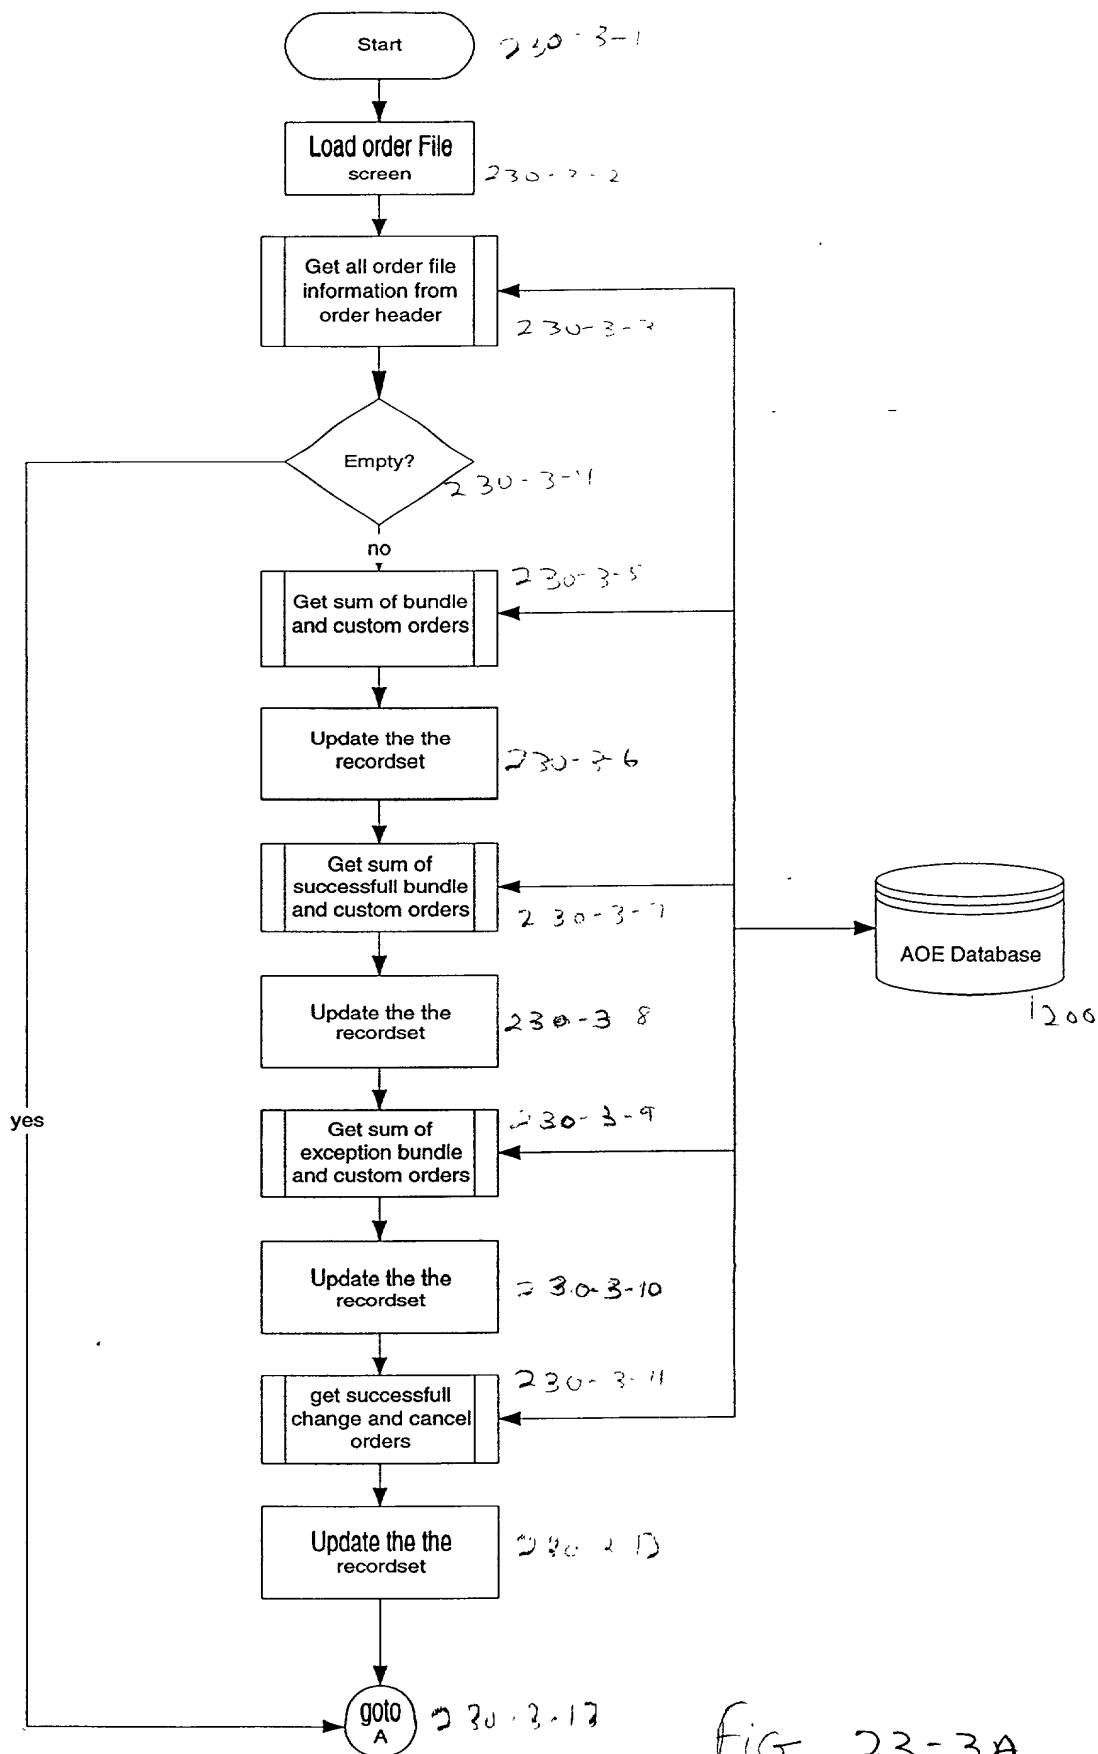 Start
230-3-1
Load order File
screen
230-3-2
Get all order file
information from
order header
230-3-3
Empty?
230-3-4
no
230-3-5
Get sum of bundle
and custom orders
Update the the
recordset
230-3-6
Get sum of
successfull bundle
and custom orders
230-3-7
AOE Database
1200
Update the the
recordset
230-3 8
yes
230-3-9
Get sum of
exception bundle
and custom orders
Update the the
recordset
230-3-10
230-3-11
get successfull
change and cancel
orders
Update the the
recordset
goto
A
230-3-13
FIG 23-3A